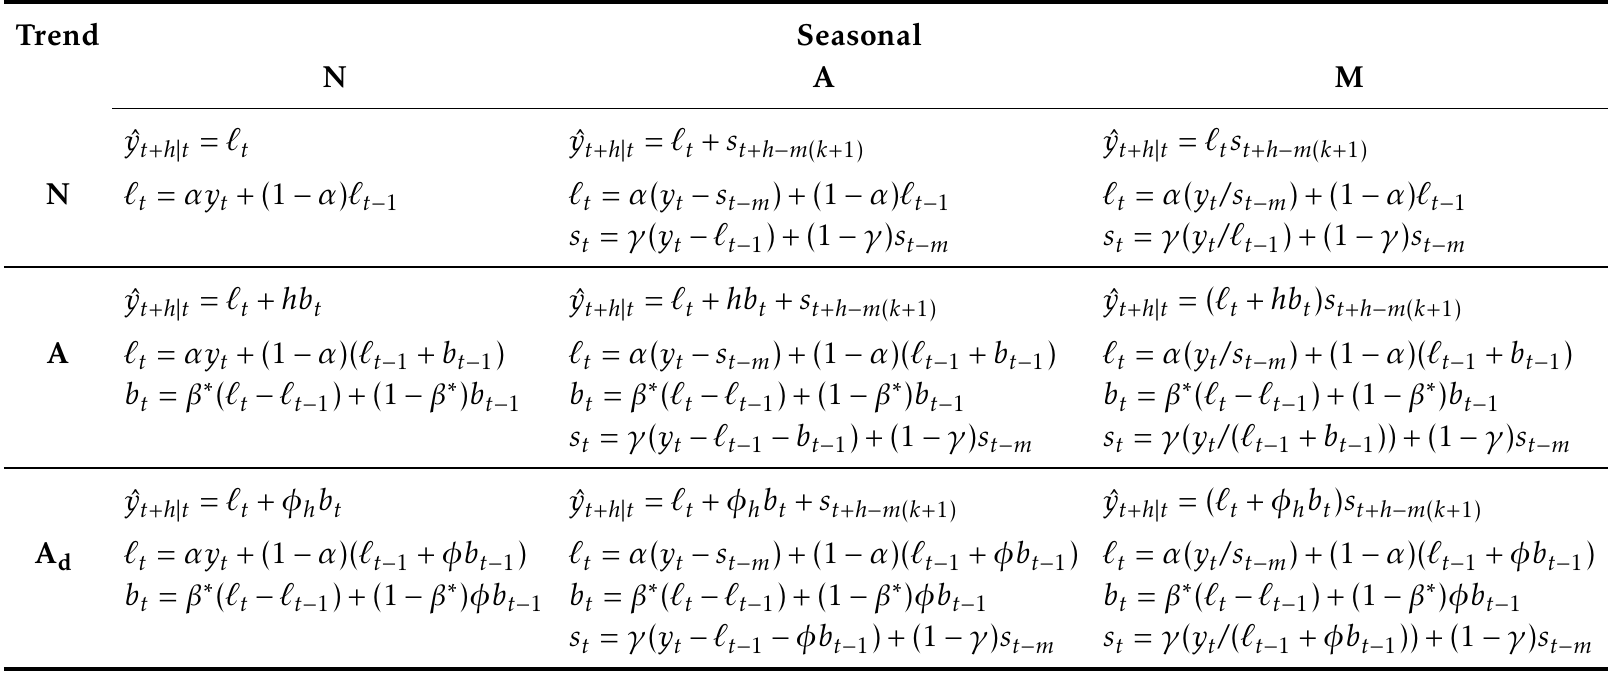 Trend Seasonal
N A M
ŷ_{t+h|t} = ℓ_t ŷ_{t+h|t} = ℓ_t + s_{t+h−m(k+1)} ŷ_{t+h|t} = ℓ_t s_{t+h−m(k+1)}
N ℓ_t = αy_t + (1 − α)ℓ_{t−1} ℓ_t = α(y_t − s_{t−m}) + (1 − α)ℓ_{t−1} ℓ_t = α(y_t/s_{t−m}) + (1 − α)ℓ_{t−1}
s_t = γ(y_t − ℓ_{t−1}) + (1 − γ)s_{t−m} s_t = γ(y_t/ℓ_{t−1}) + (1 − γ)s_{t−m}
ŷ_{t+h|t} = ℓ_t + hb_t ŷ_{t+h|t} = ℓ_t + hb_t + s_{t+h−m(k+1)} ŷ_{t+h|t} = (ℓ_t + hb_t)s_{t+h−m(k+1)}
A ℓ_t = αy_t + (1 − α)(ℓ_{t−1} + b_{t−1}) ℓ_t = α(y_t − s_{t−m}) + (1 − α)(ℓ_{t−1} + b_{t−1}) ℓ_t = α(y_t/s_{t−m}) + (1 − α)(ℓ_{t−1} + b_{t−1})
b_t = β*(ℓ_t − ℓ_{t−1}) + (1 − β*)b_{t−1} b_t = β*(ℓ_t − ℓ_{t−1}) + (1 − β*)b_{t−1} b_t = β*(ℓ_t − ℓ_{t−1}) + (1 − β*)b_{t−1}
s_t = γ(y_t − ℓ_{t−1} − b_{t−1}) + (1 − γ)s_{t−m} s_t = γ(y_t/(ℓ_{t−1} + b_{t−1})) + (1 − γ)s_{t−m}
ŷ_{t+h|t} = ℓ_t + ϕ_h b_t ŷ_{t+h|t} = ℓ_t + ϕ_h b_t + s_{t+h−m(k+1)} ŷ_{t+h|t} = (ℓ_t + ϕ_h b_t)s_{t+h−m(k+1)}
A_d ℓ_t = αy_t + (1 − α)(ℓ_{t−1} + ϕb_{t−1}) ℓ_t = α(y_t − s_{t−m}) + (1 − α)(ℓ_{t−1} + ϕb_{t−1}) ℓ_t = α(y_t/s_{t−m}) + (1 − α)(ℓ_{t−1} + ϕb_{t−1})
b_t = β*(ℓ_t − ℓ_{t−1}) + (1 − β*)ϕb_{t−1} b_t = β*(ℓ_t − ℓ_{t−1}) + (1 − β*)ϕb_{t−1} b_t = β*(ℓ_t − ℓ_{t−1}) + (1 − β*)ϕb_{t−1}
s_t = γ(y_t − ℓ_{t−1} − ϕb_{t−1}) + (1 − γ)s_{t−m} s_t = γ(y_t/(ℓ_{t−1} + ϕb_{t−1})) + (1 − γ)s_{t−m}